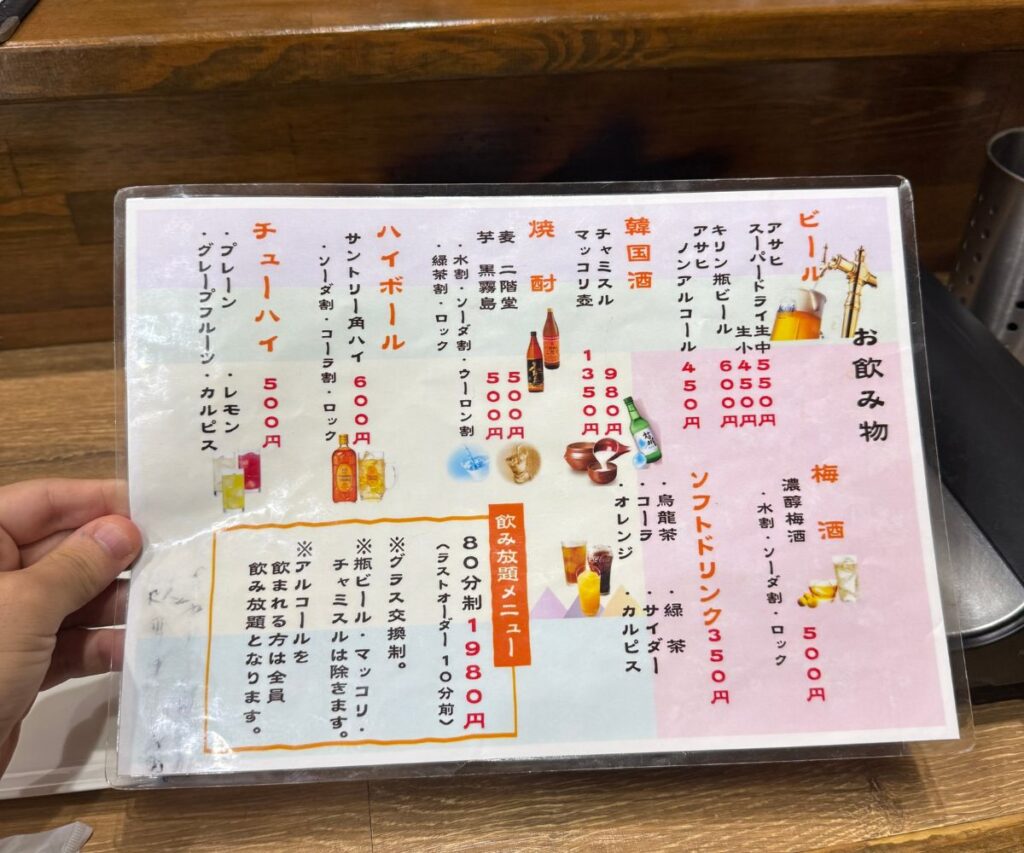 お飲み物
ビール
アサヒ
スーパードライ生中550円
生小450円
キリン瓶ビール 600円
アサヒ
ノンアルコール 450円
韓国酒
チャミスル 980円
マッコリ壺 1350円
焼酎
麦 二階堂 500円
芋 黒霧島 500円
・水割・ソーダ割・ウーロン割
・緑茶割・ロック
ハイボール
サントリー角ハイ 600円
・ソーダ割・コーラ割・ロック
チューハイ 500円
・プレーン ・レモン
・グレープフルーツ・カルピス
梅酒 500円
濃醇梅酒
・水割・ソーダ割・ロック
ソフトドリンク350円
・烏龍茶 ・緑茶
・コーラ ・サイダー
・オレンジ ・カルピス
飲み放題メニュー
80分制1980円
(ラストオーダー10分前)
※グラス交換制。
※瓶ビール・マッコリ・
チャミスルは除きます。
※アルコールを
飲まれる方は全員
飲み放題となります。